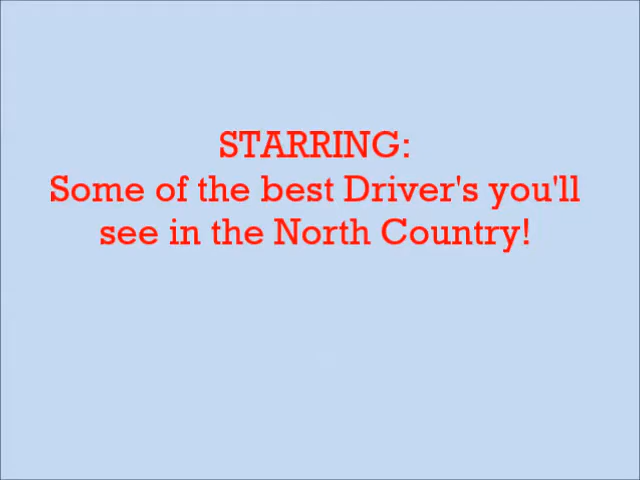 STARRING:
Some of the best Driver's you'll
see in the North Country!